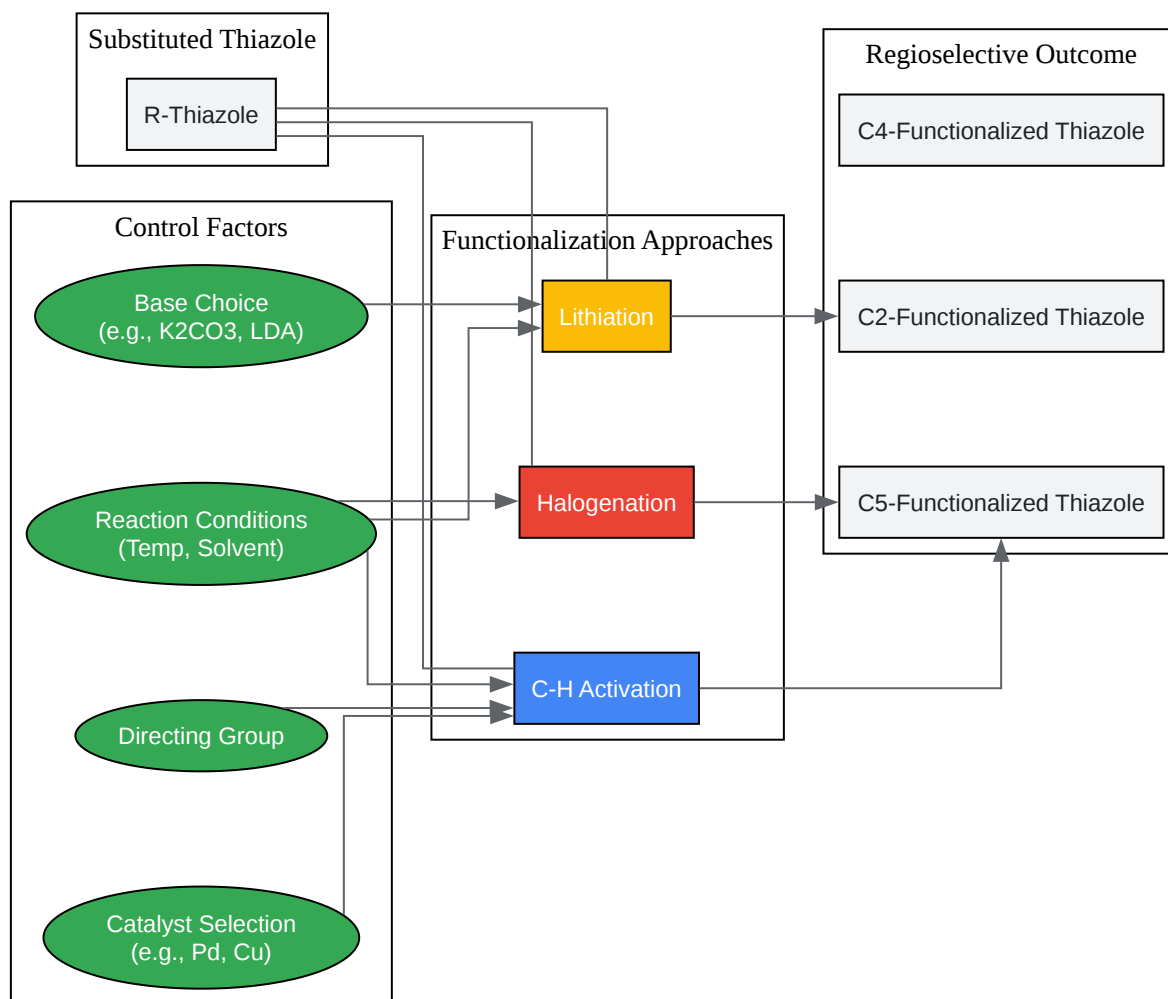 Substituted Thiazole
R-Thiazole
Control Factors
Base Choice
(e.g., K2CO3, LDA)
Reaction Conditions
(Temp, Solvent)
Directing Group
Catalyst Selection
(e.g., Pd, Cu)
Functionalization Approaches
Lithiation
Halogenation
C-H Activation
Regioselective Outcome
C4-Functionalized Thiazole
C2-Functionalized Thiazole
C5-Functionalized Thiazole